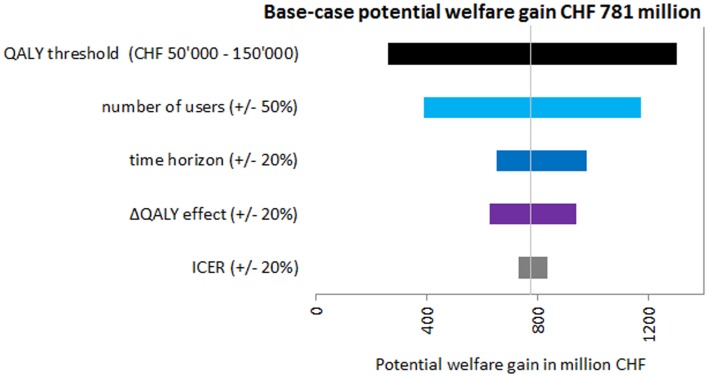 Base-case potential welfare gain CHF 781 million
QALY threshold (CHF 50'000 - 150'000)
number of users (+/- 50%)
time horizon (+/- 20%)
ΔQALY effect (+/- 20%)
ICER (+/- 20%)
0
400
800
1200
Potential welfare gain in million CHF